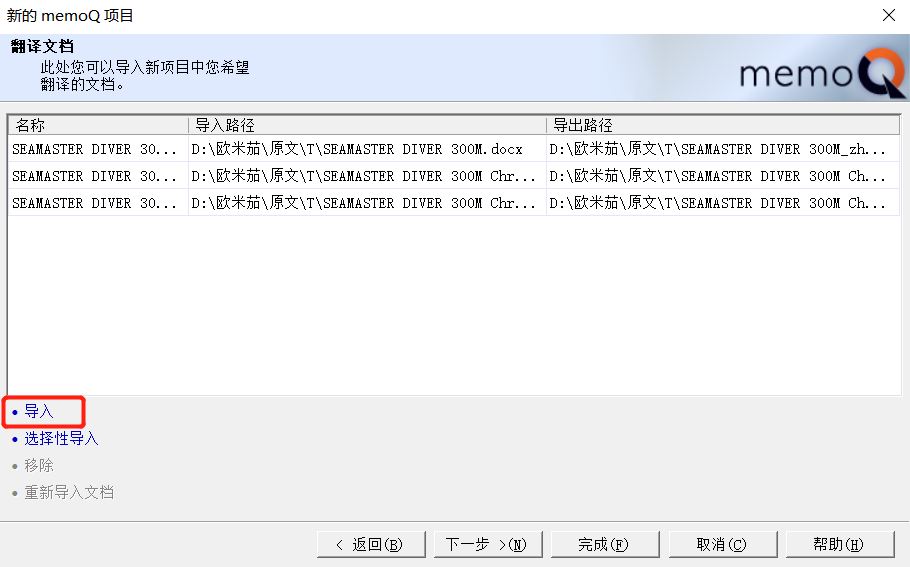 新的 memoQ 项目
翻译文档
此处您可以导入新项目中您希望
翻译的文档。
memoQ
名称 导入路径 导出路径
SEAMASTER DIVER 30... D:\欧米茄\原文\T\SEAMASTER DIVER 300M.docx D:\欧米茄\原文\T\SEAMASTER DIVER 300M_zh...
SEAMASTER DIVER 30... D:\欧米茄\原文\T\SEAMASTER DIVER 300M Chr... D:\欧米茄\原文\T\SEAMASTER DIVER 300M Ch...
SEAMASTER DIVER 30... D:\欧米茄\原文\T\SEAMASTER DIVER 300M Chr... D:\欧米茄\原文\T\SEAMASTER DIVER 300M Ch...
• 导入
• 选择性导入
• 移除
• 重新导入文档
< 返回(B) 下一步 >(N) 完成(F) 取消(C) 帮助(H)